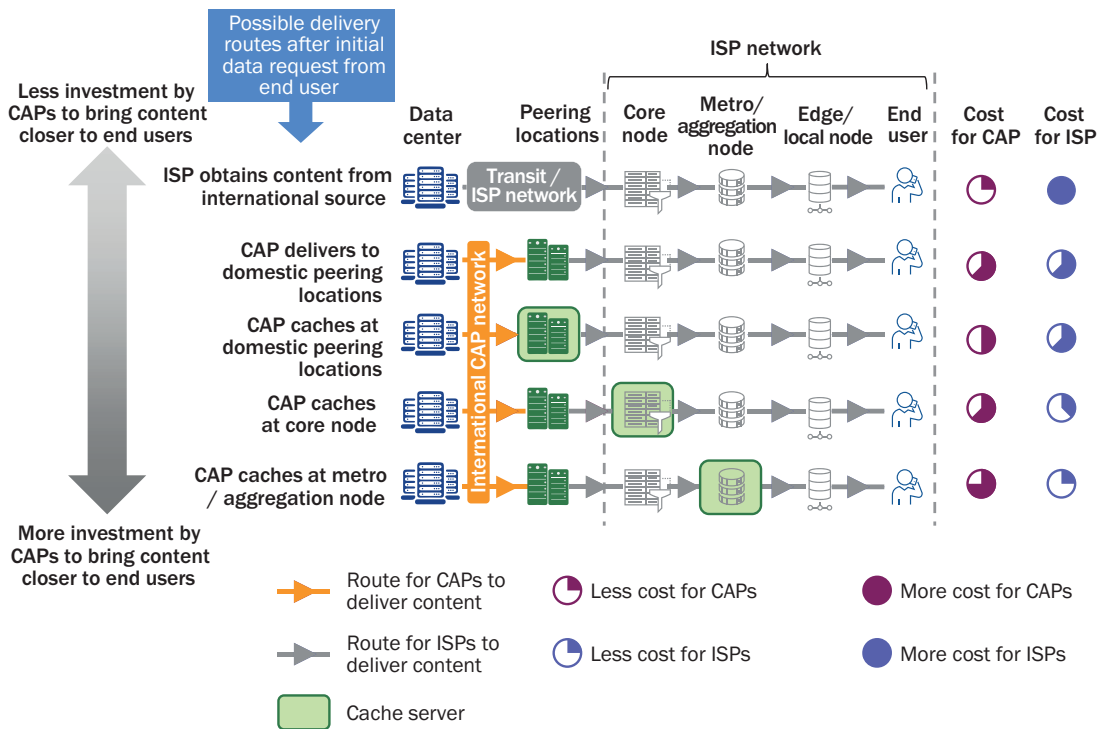 Possible delivery
routes after initial
data request from
end user
ISP network
Less investment by
CAPs to bring content
closer to end users
Data
center
Peering
locations
Core
node
Metro/
aggregation
node
Edge/
local node
End
user
Cost
for CAP
Cost
for ISP
ISP obtains content from
international source
Transit /
ISP network
CAP delivers to
domestic peering
locations
International CAP network
CAP caches at
domestic peering
locations
CAP caches
at core node
CAP caches at metro
/ aggregation node
More investment by
CAPs to bring content
closer to end users
Route for CAPs to
deliver content
Less cost for CAPs
More cost for CAPs
Route for ISPs to
deliver content
Less cost for ISPs
More cost for ISPs
Cache server